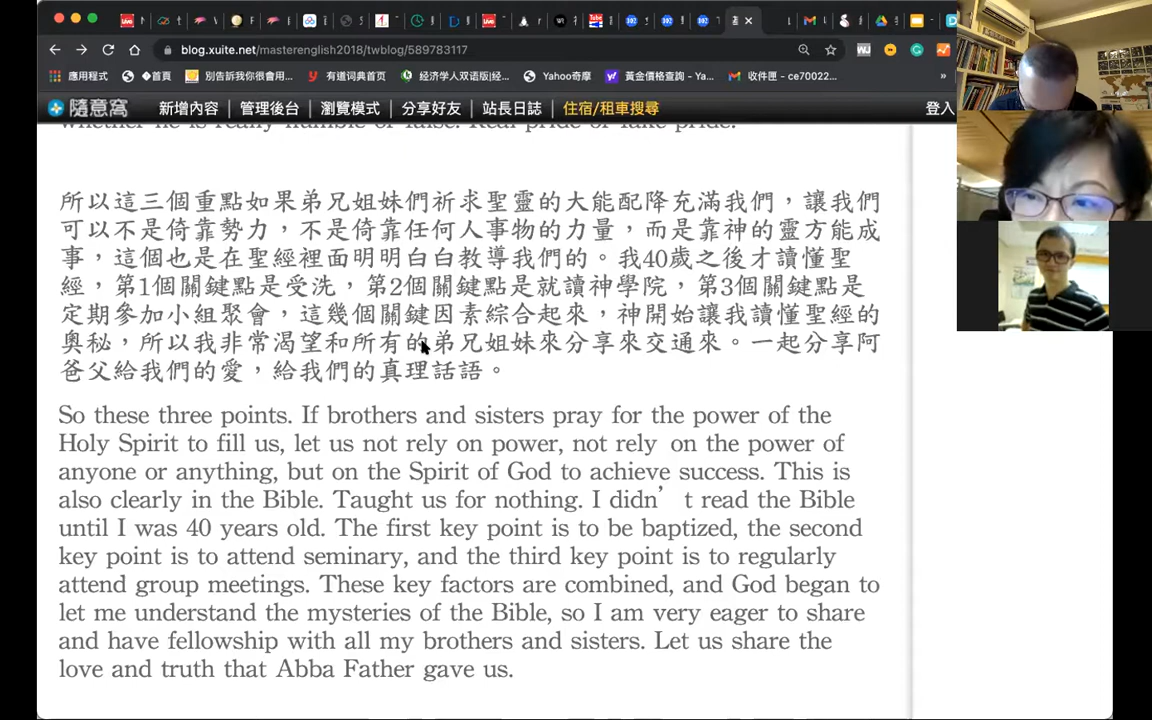 blog.xuite.net/masterenglish2018/twblog/589783117
應用程式 �首頁 別告訴我你很會用... 有道词典首页 经济学人双语版|经... Yahoo奇摩 黃金價格查詢 - Ya... 收件匣 - ce70022... »
隨意窩 新增內容 | 管理後台 | 瀏覽模式 | 分享好友 | 站長日誌 | 住宿/租車搜尋 登入
whether he is really humble or false. Real pride or fake pride.
所以這三個重點如果弟兄姐妹們祈求聖靈的大能配降充滿我們，讓我們
可以不是倚靠勢力，不是倚靠任何人事物的力量，而是靠神的靈方能成
事，這個也是在聖經裡面明明白白教導我們的。我40歲之後才讀懂聖
經，第1個關鍵點是受洗，第2個關鍵點是就讀神學院，第3個關鍵點是
定期參加小組聚會，這幾個關鍵因素綜合起來，神開始讓我讀懂聖經的
奧秘，所以我非常渴望和所有的弟兄姐妹來分享來交通來。一起分享阿
爸父給我們的愛，給我們的真理話語。
So these three points. If brothers and sisters pray for the power of the
Holy Spirit to fill us, let us not rely on power, not rely on the power of
anyone or anything, but on the Spirit of God to achieve success. This is
also clearly in the Bible. Taught us for nothing. I didn’ t read the Bible
until I was 40 years old. The first key point is to be baptized, the second
key point is to attend seminary, and the third key point is to regularly
attend group meetings. These key factors are combined, and God began to
let me understand the mysteries of the Bible, so I am very eager to share
and have fellowship with all my brothers and sisters. Let us share the
love and truth that Abba Father gave us.